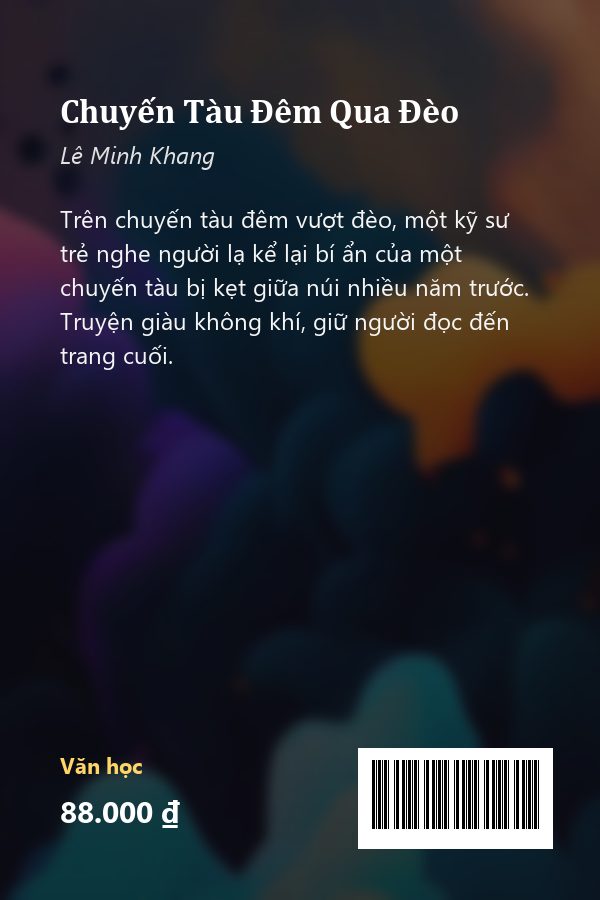 Chuyến Tàu Đêm Qua Đèo
Lê Minh Khang
Trên chuyến tàu đêm vượt đèo, một kỹ sư
trẻ nghe người lạ kể lại bí ẩn của một
chuyến tàu bị kẹt giữa núi nhiều năm trước.
Truyện giàu không khí, giữ người đọc đến
trang cuối.
Văn học
88.000 ₫